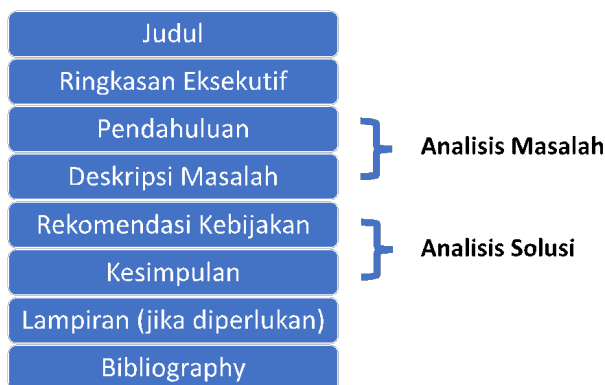 Judul
Ringkasan Eksekutif
Pendahuluan
Deskripsi Masalah
Analisis Masalah
Rekomendasi Kebijakan
Kesimpulan
Analisis Solusi
Lampiran (jika diperlukan)
Bibliography